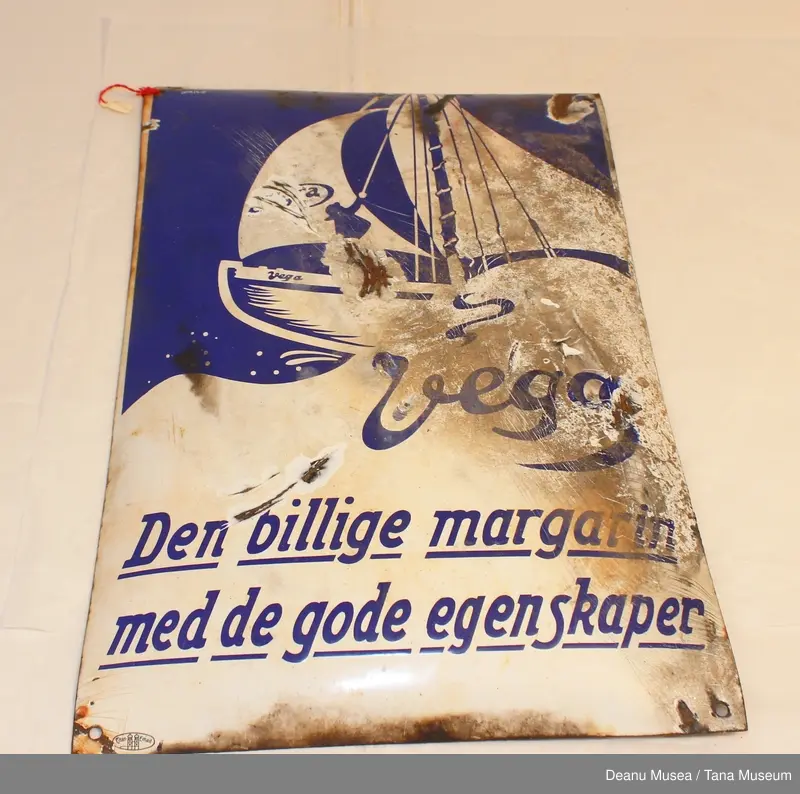 Vega
Vega
Den billige margarin
med de gode egenskaper
Deanu Musea / Tana Museum